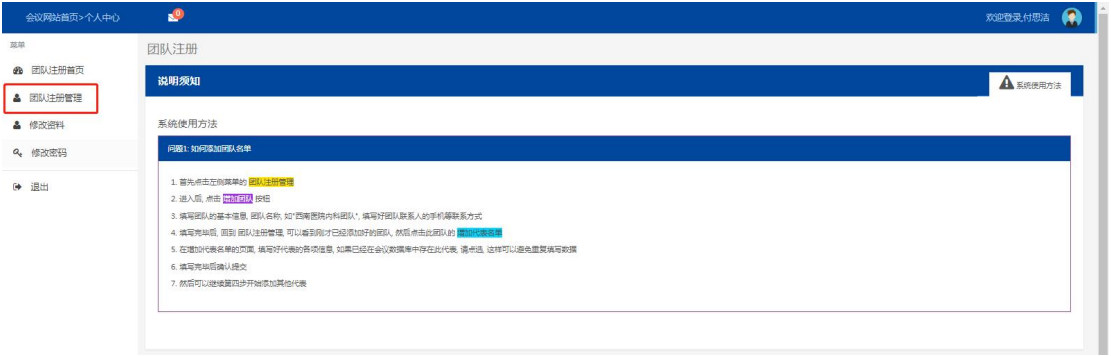 会议网站首页>个人中心
0
欢迎登录,付思洁
菜单
团队注册首页
团队注册管理
修改资料
修改密码
退出
团队注册
说明须知
系统使用方法
系统使用方法
问题1: 如何添加团队名单
1. 首先点击左侧菜单的 团队注册管理
2. 进入后, 点击 增加团队 按钮
3. 填写团队的基本信息, 团队名称, 如"西南医院内科团队", 填写好团队联系人的手机等联系方式
4. 填写完毕后, 回到 团队注册管理, 可以看到刚才已经添加好的团队, 然后点击此团队的 增加代表名单
5. 在增加代表名单的页面, 填写好代表的各项信息, 如果已经在会议数据库中存在此代表, 请点选, 这样可以避免重复填写数据
6. 填写完毕后确认提交
7. 然后可以继续第四步开始添加其他代表